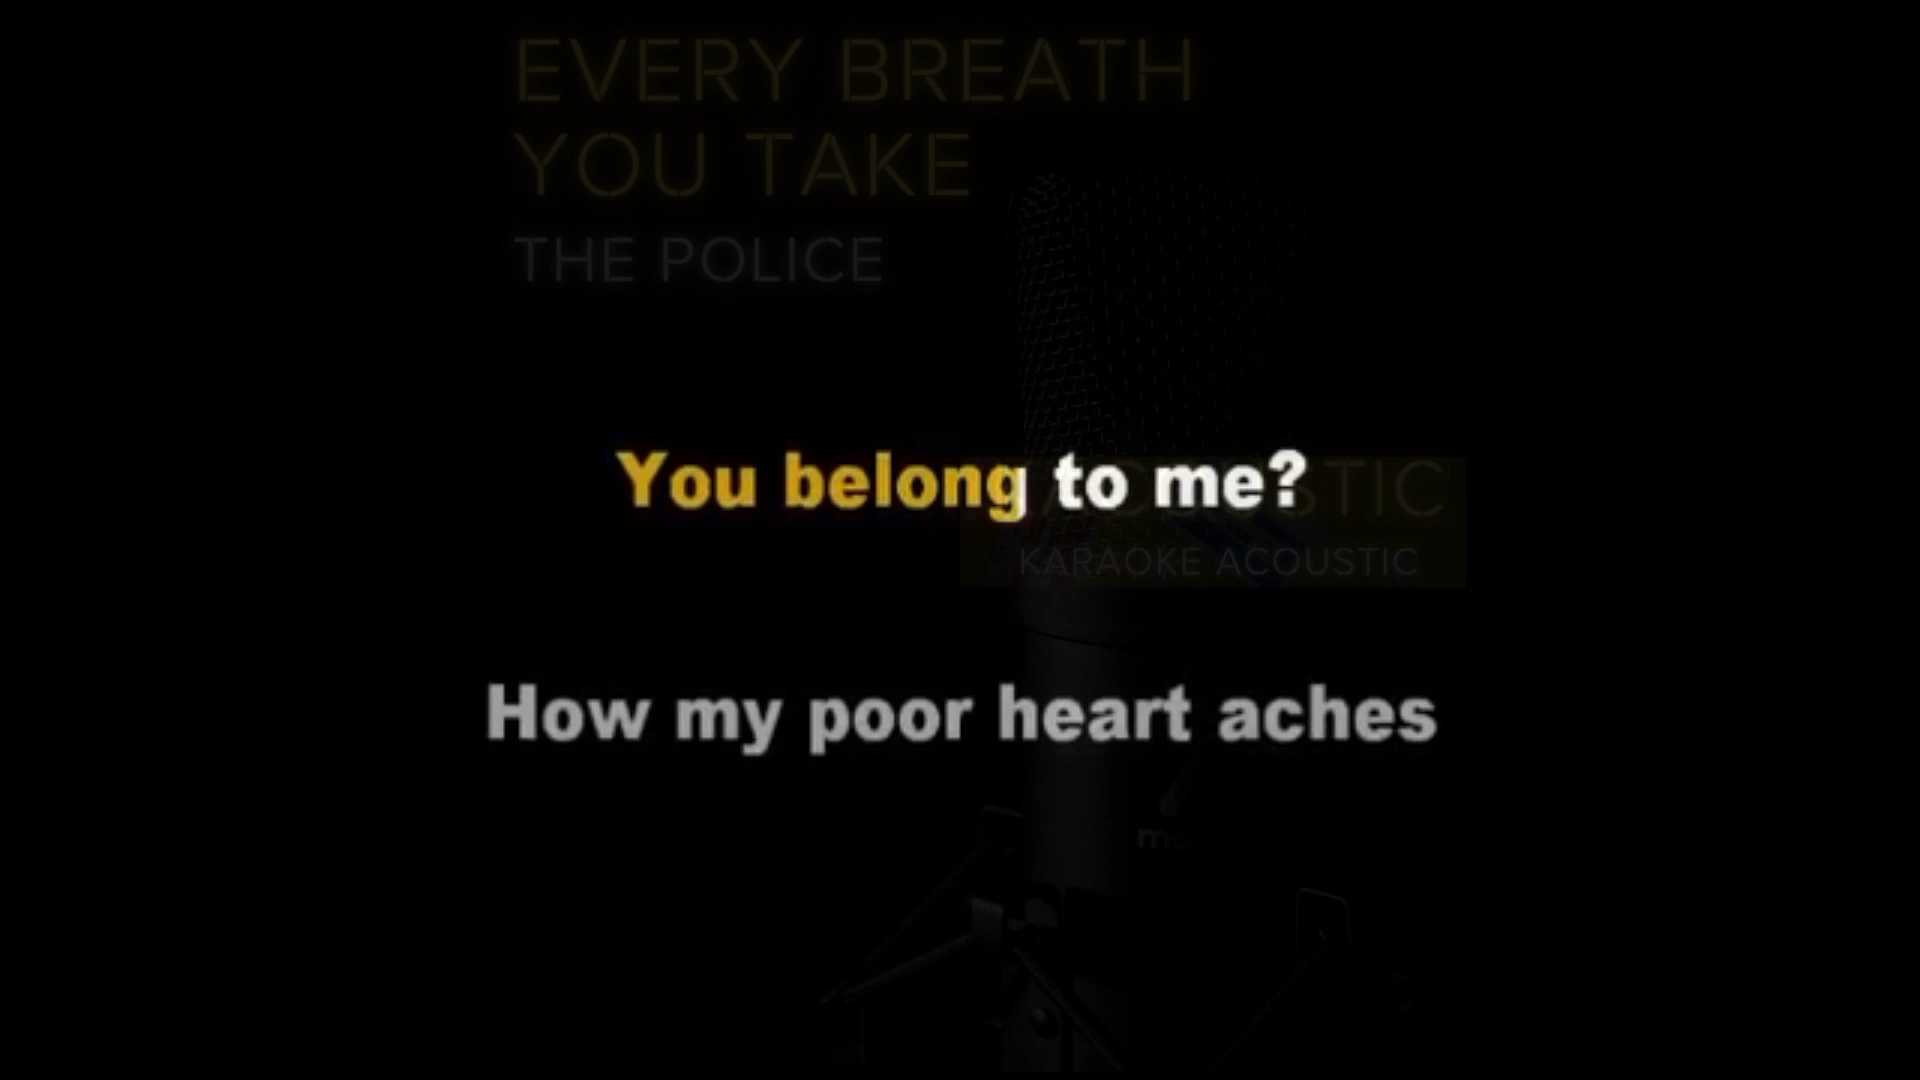 EVERY BREATH
YOU TAKE
THE POLICE
You belong to me?
KARAOKE ACOUSTIC
How my poor heart aches